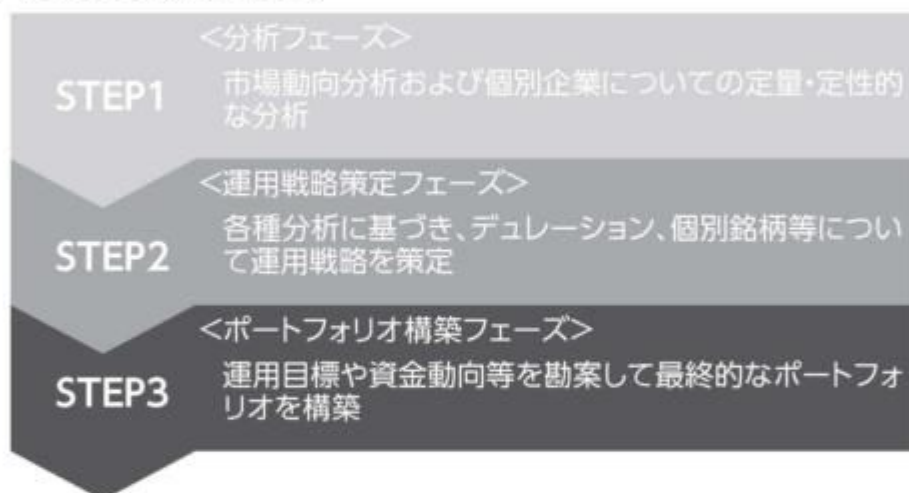 <分析フェーズ>
STEP1
市場動向分析および個別企業についての定量・定性的
な分析
<運用戦略策定フェーズ>
STEP2
各種分析に基づき、デュレーション、個別銘柄等につい
て運用戦略を策定
<ポートフォリオ構築フェーズ>
STEP3
運用目標や資金動向等を勘案して最終的なポートフォ
リオを構築